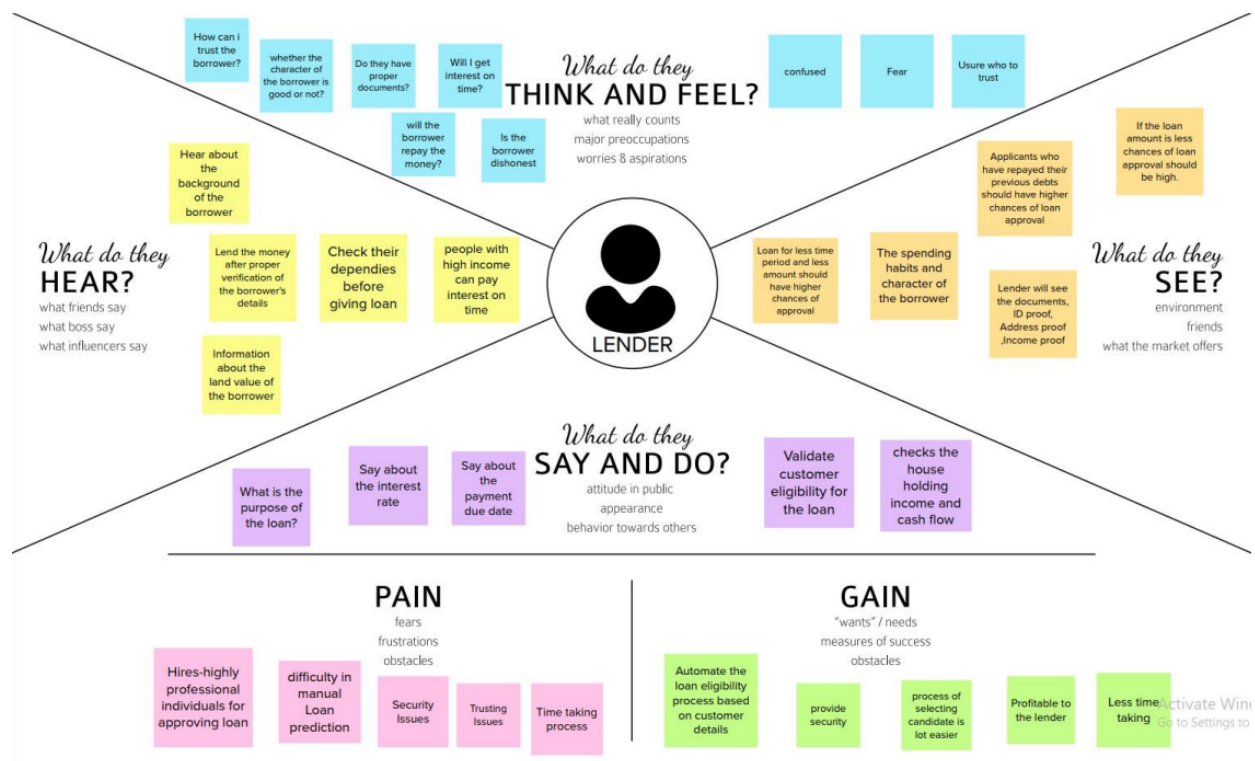 How can i
trust the
borrower?
whether the
character of
the borrower is
good or not?
Do they have
proper
documents?
Will I get
interest on
time?
will the
borrower
repay the
money?
Is the
borrower
dishonest
What do they
THINK AND FEEL?
what really counts
major preoccupations
worries & aspirations
confused
Fear
Usure who to
trust
What do they
HEAR?
what friends say
what boss say
what influencers say
Hear about
the
background
of the
borrower
Lend the money
after proper
verification of
the borrower's
details
Check their
dependies
before
giving loan
people with
high income
can pay
interest on
time
Information
about the
land value of
the borrower
LENDER
If the loan
amount is less
chances of loan
approval should
be high.
Applicants who
have repayed their
previous debts
should have higher
chances of loan
approval
Loan for less time
period and less
amount should
have higher
chances of
approval
The spending
habits and
character of
the borrower
Lender will see
the documents,
ID proof,
Address proof
,Income proof
What do they
SEE?
environment
friends
what the market offers
What do they
SAY AND DO?
attitude in public
appearance
behavior towards others
What is the
purpose of
the loan?
Say about
the interest
rate
Say about
the
payment
due date
Validate
customer
eligibility for
the loan
checks the
house
holding
income and
cash flow
PAIN
fears
frustrations
obstacles
Hires-highly
professional
individuals for
approving loan
difficulty in
manual
Loan
prediction
Security
Issues
Trusting
Issues
Time taking
process
GAIN
"wants" / needs
measures of success
obstacles
Automate the
loan eligibility
process based
on customer
details
provide
security
process of
selecting
candidate is
lot easier
Profitable to
the lender
Less time
taking
Activate Win
Go to Settings to